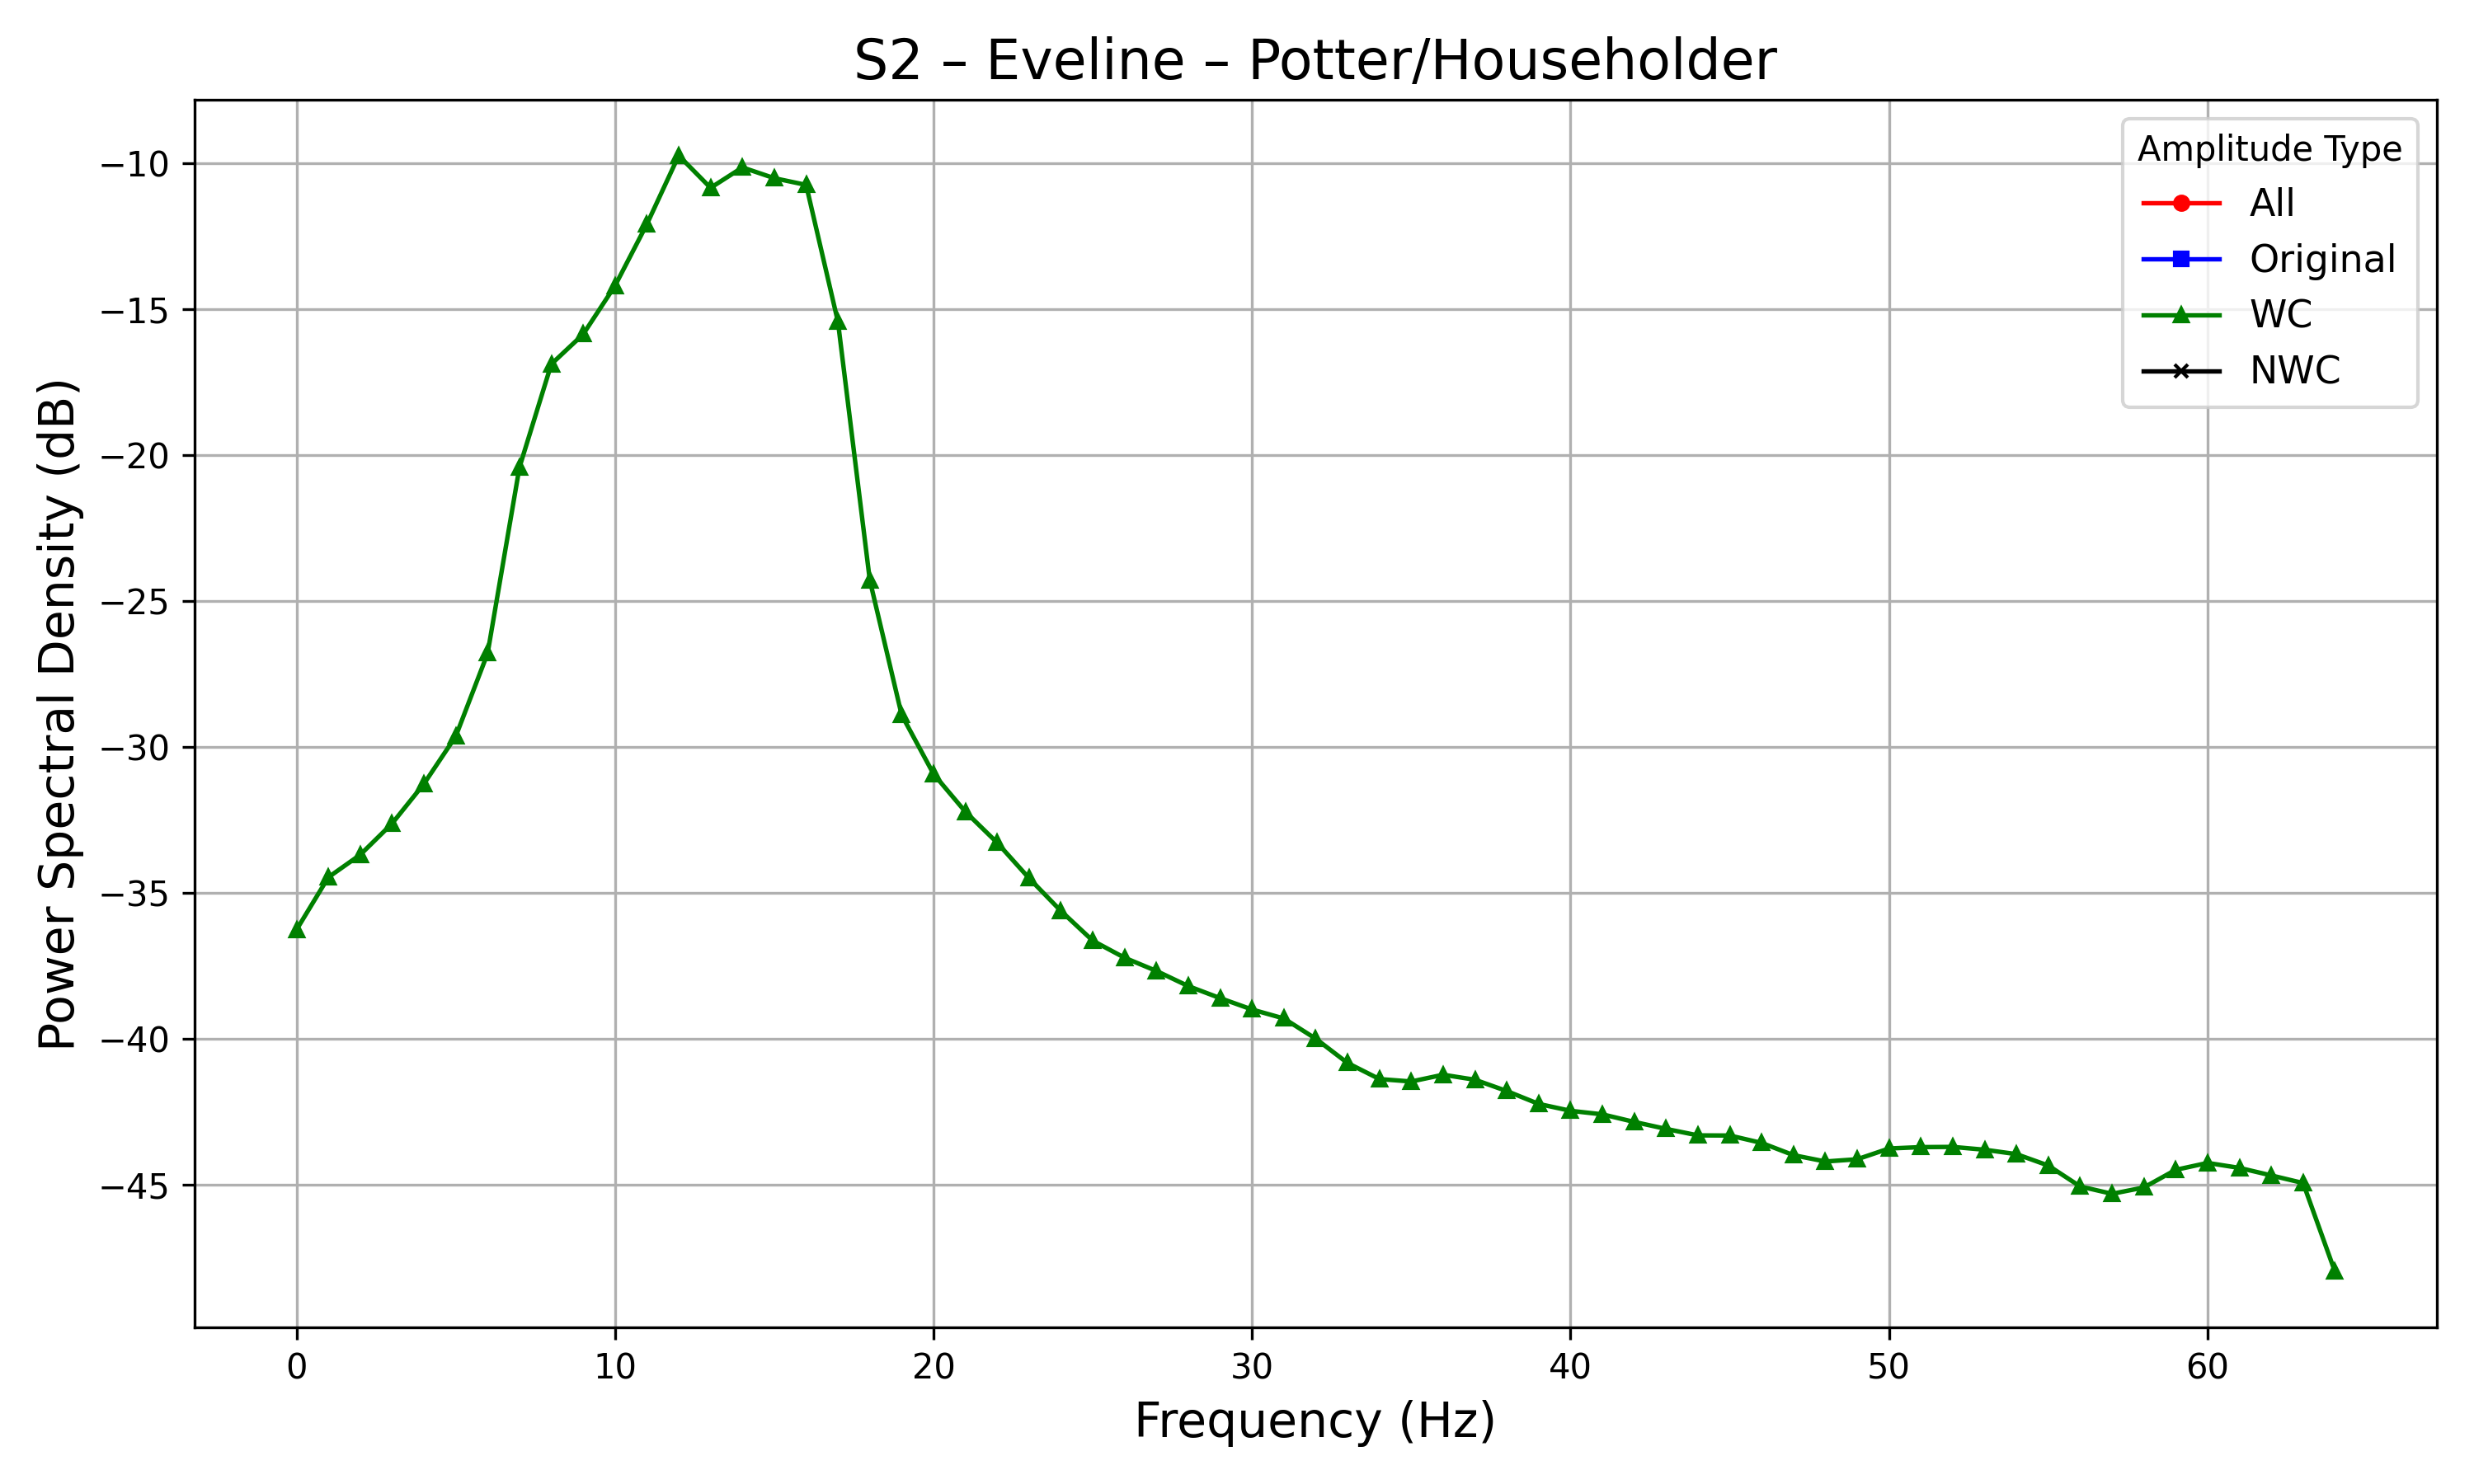 S2 – Eveline – Potter/Householder
Power Spectral Density (dB)
−10
−15
−20
−25
−30
−35
−40
−45
Amplitude Type
All
Original
WC
NWC
0 10 20 30 40 50 60
Frequency (Hz)